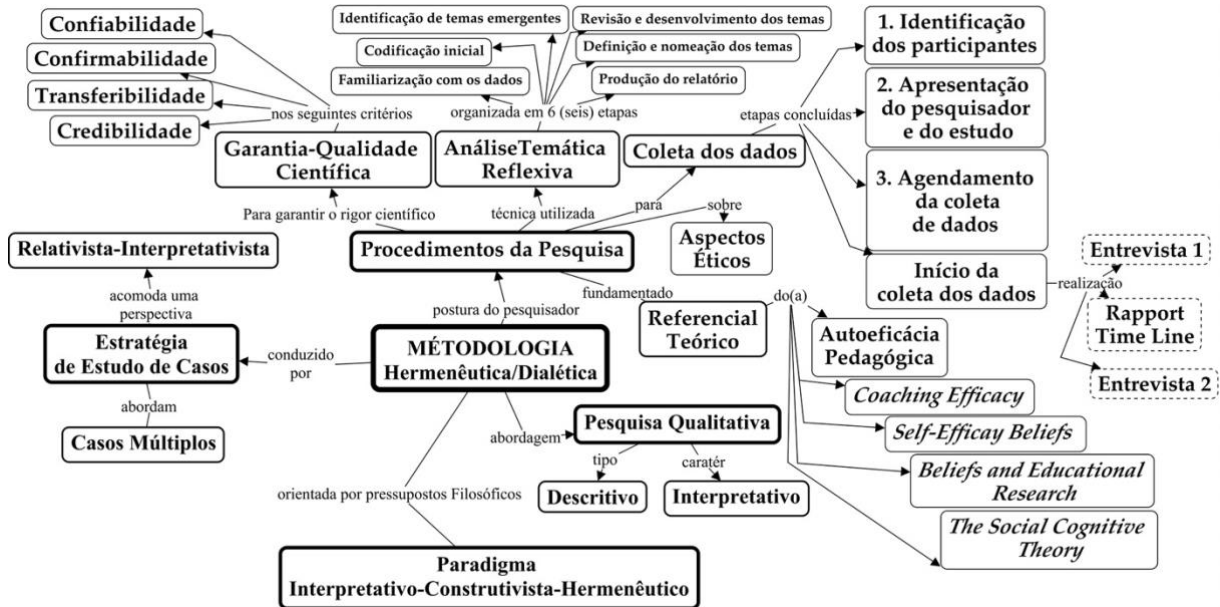 Confiabilidade
Confirmabilidade
Transferibilidade
Credibilidade
nos seguintes critérios
Garantia-Qualidade
Científica
Para garantir o rigor científico
Identificação de temas emergentes
Codificação inicial
Familiarização com os dados
Revisão e desenvolvimento dos temas
Definição e nomeação dos temas
Produção do relatório
organizada em 6 (seis) etapas
AnáliseTemática
Reflexiva
técnica utilizada
Coleta dos dados
para
etapas concluídas
1. Identificação
dos participantes
2. Apresentação
do pesquisador
e do estudo
3. Agendamento
da coleta
de dados
Início da
coleta dos dados
realização
Entrevista 1
Rapport
Time Line
Entrevista 2
sobre
Aspectos
Éticos
Procedimentos da Pesquisa
fundamentado
Referencial
Teórico
do(a)
Autoeficácia
Pedagógica
Coaching Efficacy
Self-Efficay Beliefs
Beliefs and Educational
Research
The Social Cognitive
Theory
postura do pesquisador
MÉTODOLOGIA
Hermenêutica/Dialética
conduzido
por
Relativista-Interpretativista
acomoda uma
perspectiva
Estratégia
de Estudo de Casos
abordam
Casos Múltiplos
abordagem
Pesquisa Qualitativa
tipo
caratér
Descritivo
Interpretativo
orientada por pressupostos Filosóficos
Paradigma
Interpretativo-Construtivista-Hermenêutico